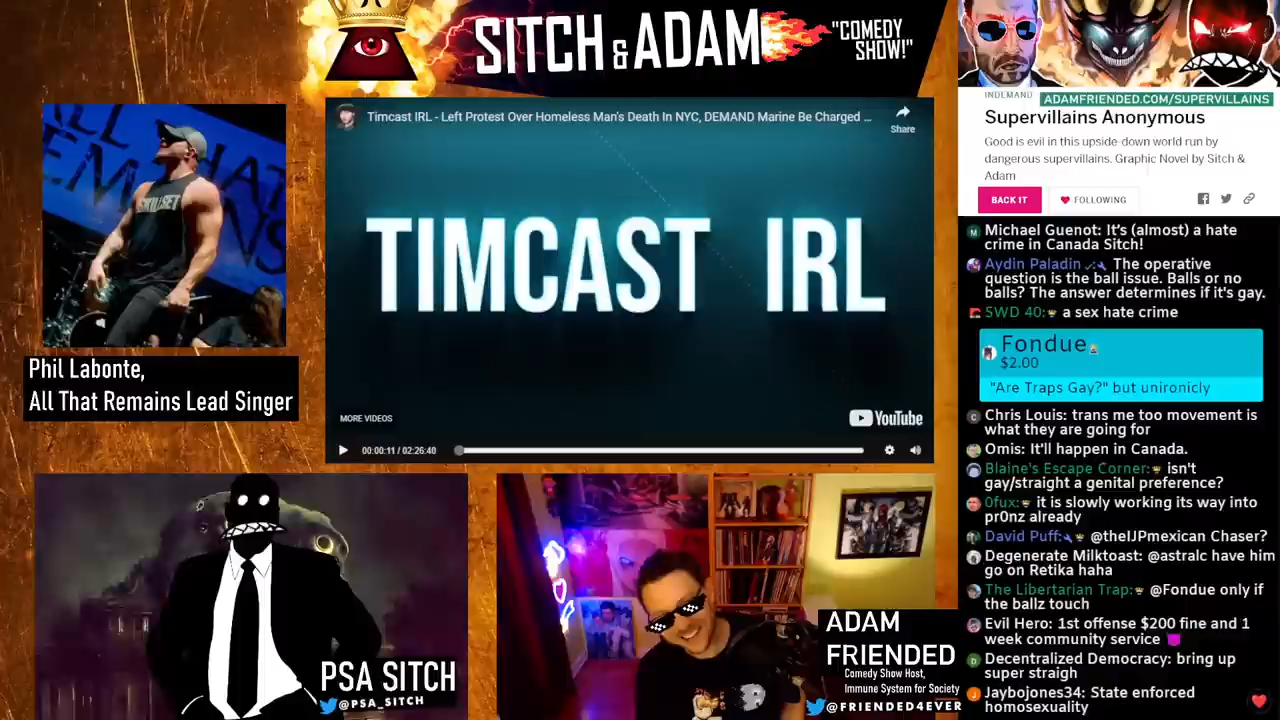 SITCH & ADAM
"COMEDY
SHOW!"
Timcast IRL - Left Protest Over Homeless Man's Death In NYC, DEMAND Marine Be Charged ...
Share
TIMCAST IRL
MORE VIDEOS
YouTube
00:00:11 / 02:26:40
Phil Labonte,
All That Remains Lead Singer
PSA SITCH
@PSA_SITCH
ADAM
FRIENDED
Comedy Show Host,
Immune System for Society
@FRIENDED4EVER
INDEMAND
ADAMFRIENDED.COM/SUPERVILLAINS
Supervillains Anonymous
Good is evil in this upside-down world run by
dangerous supervillains. Graphic Novel by Sitch &
Adam
BACK IT
FOLLOWING
Michael Guenot: It's (almost) a hate
crime in Canada Sitch!
Aydin Paladin The operative
question is the ball issue. Balls or no
balls? The answer determines if it's gay.
SWD 40: a sex hate crime
Fondue
$2.00
"Are Traps Gay?" but unironicly
Chris Louis: trans me too movement is
what they are going for
Omis: It'll happen in Canada.
Blaine's Escape Corner: isn't
gay/straight a genital preference?
0fux: it is slowly working its way into
pr0nz already
David Puff: @theIJPmexican Chaser?
Degenerate Milktoast: @astralc have him
go on Retika haha
The Libertarian Trap: @Fondue only if
the ballz touch
Evil Hero: 1st offense $200 fine and 1
week community service
Decentralized Democracy: bring up
super straigh
Jaybojones34: State enforced
homosexuality